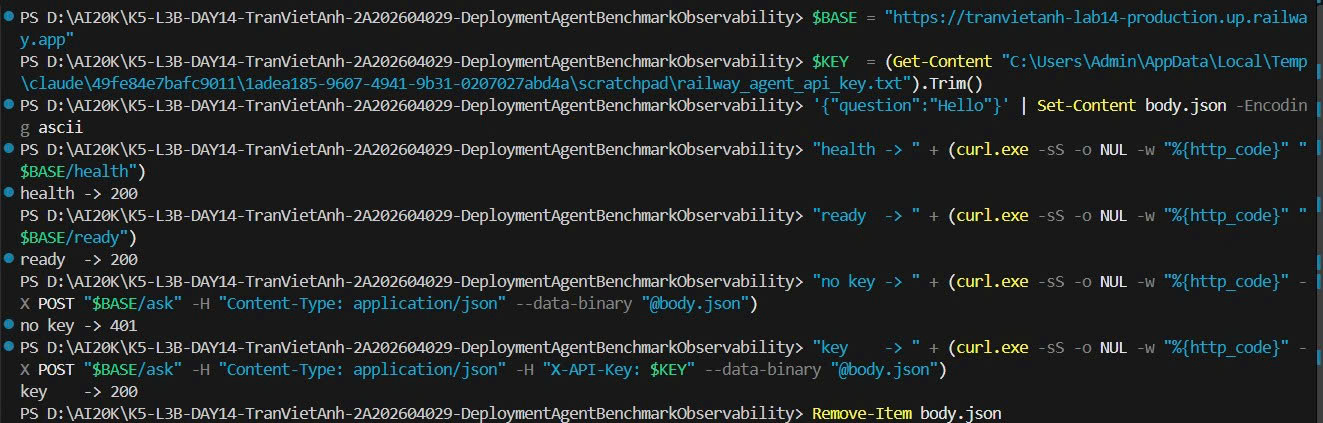 PS D:\AI20K\K5-L3B-DAY14-TranVietAnh-2A202604029-DeploymentAgentBenchmarkObservability> $BASE = "https://tranvietanh-lab14-production.up.railwa
y.app"
PS D:\AI20K\K5-L3B-DAY14-TranVietAnh-2A202604029-DeploymentAgentBenchmarkObservability> $KEY  = (Get-Content "C:\Users\Admin\AppData\Local\Temp
\claude\49fe84e7bafc9011\1adea185-9607-4941-9b31-0207027abd4a\scratchpad\railway_agent_api_key.txt").Trim()
PS D:\AI20K\K5-L3B-DAY14-TranVietAnh-2A202604029-DeploymentAgentBenchmarkObservability> '{"question":"Hello"}' | Set-Content body.json -Encodin
g ascii
PS D:\AI20K\K5-L3B-DAY14-TranVietAnh-2A202604029-DeploymentAgentBenchmarkObservability> "health -> " + (curl.exe -sS -o NUL -w "%{http_code}" "
$BASE/health")
health -> 200
PS D:\AI20K\K5-L3B-DAY14-TranVietAnh-2A202604029-DeploymentAgentBenchmarkObservability> "ready  -> " + (curl.exe -sS -o NUL -w "%{http_code}" "
$BASE/ready")
ready  -> 200
PS D:\AI20K\K5-L3B-DAY14-TranVietAnh-2A202604029-DeploymentAgentBenchmarkObservability> "no key -> " + (curl.exe -sS -o NUL -w "%{http_code}" -
X POST "$BASE/ask" -H "Content-Type: application/json" --data-binary "@body.json")
no key -> 401
PS D:\AI20K\K5-L3B-DAY14-TranVietAnh-2A202604029-DeploymentAgentBenchmarkObservability> "key    -> " + (curl.exe -sS -o NUL -w "%{http_code}" -
X POST "$BASE/ask" -H "Content-Type: application/json" -H "X-API-Key: $KEY" --data-binary "@body.json")
key    -> 200
PS D:\AI20K\K5-L3B-DAY14-TranVietAnh-2A202604029-DeploymentAgentBenchmarkObservability> Remove-Item body.json